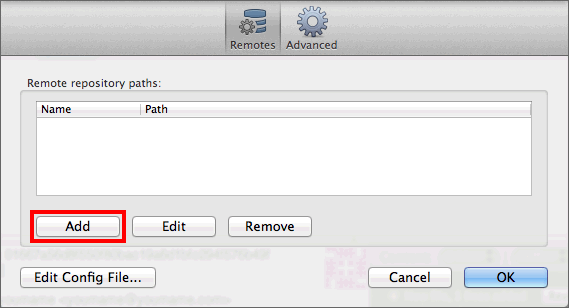 Remotes Advanced
Remote repository paths:
Name Path
Add Edit Remove
Edit Config File... Cancel OK